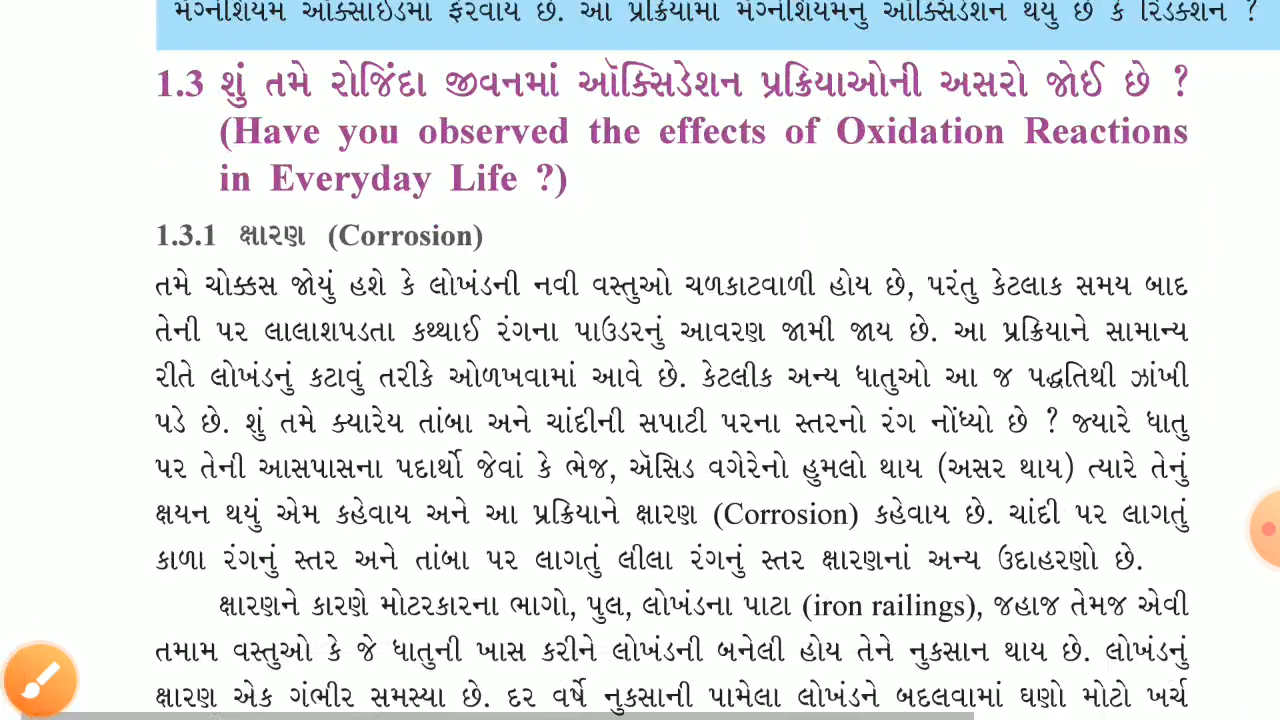 મેગ્નેશિયમ ઑક્સાઇડમાં ફેરવાય છે. આ પ્રક્રિયામાં મૅગ્નેશિયમનું ઑક્સિડેશન થયું છે કે રિડક્શન ?
1.3 શું તમે રોજિંદા જીવનમાં ઑક્સિડેશન પ્રક્રિયાઓની અસરો જોઈ છે ?
(Have you observed the effects of Oxidation Reactions
in Everyday Life ?)
1.3.1 ક્ષારણ (Corrosion)
તમે ચોક્કસ જોયું હશે કે લોખંડની નવી વસ્તુઓ ચળકાટવાળી હોય છે, પરંતુ કેટલાક સમય બાદ
તેની પર લાલાશપડતા કથ્થાઈ રંગના પાઉડરનું આવરણ જામી જાય છે. આ પ્રક્રિયાને સામાન્ય
રીતે લોખંડનું કટાવું તરીકે ઓળખવામાં આવે છે. કેટલીક અન્ય ધાતુઓ આ જ પદ્ધતિથી ઝાંખી
પડે છે. શું તમે ક્યારેય તાંબા અને ચાંદીની સપાટી પરના સ્તરનો રંગ નોંધ્યો છે ? જ્યારે ધાતુ
પર તેની આસપાસના પદાર્થો જેવાં કે ભેજ, ઍસિડ વગેરેનો હુમલો થાય (અસર થાય) ત્યારે તેનું
ક્ષયન થયું એમ કહેવાય અને આ પ્રક્રિયાને ક્ષારણ (Corrosion) કહેવાય છે. ચાંદી પર લાગતું
કાળા રંગનું સ્તર અને તાંબા પર લાગતું લીલા રંગનું સ્તર ક્ષારણનાં અન્ય ઉદાહરણો છે.
ક્ષારણને કારણે મોટરકારના ભાગો, પુલ, લોખંડના પાટા (iron railings), જહાજ તેમજ એવી
તમામ વસ્તુઓ કે જે ધાતુની ખાસ કરીને લોખંડની બનેલી હોય તેને નુકસાન થાય છે. લોખંડનું
ક્ષારણ એક ગંભીર સમસ્યા છે. દર વર્ષે નુકસાની પામેલા લોખંડને બદલવામાં ઘણો મોટો ખર્ચ